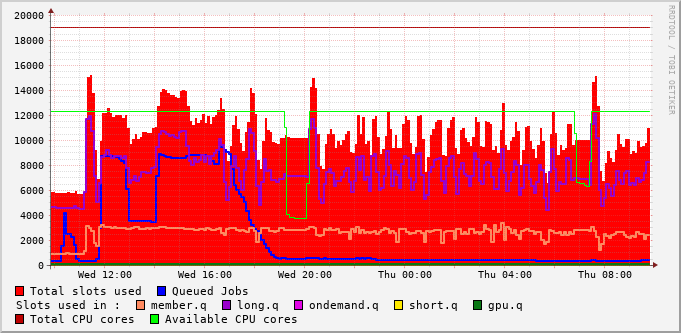 20000
18000
16000
14000
12000
10000
8000
6000
4000
2000
0
Wed 12:00 Wed 16:00 Wed 20:00 Thu 00:00 Thu 04:00 Thu 08:00
Total slots used Queued Jobs
Slots used in : member.q long.q ondemand.q short.q gpu.q
Total CPU cores Available CPU cores
RRDTOOL / TOBI OETIKER